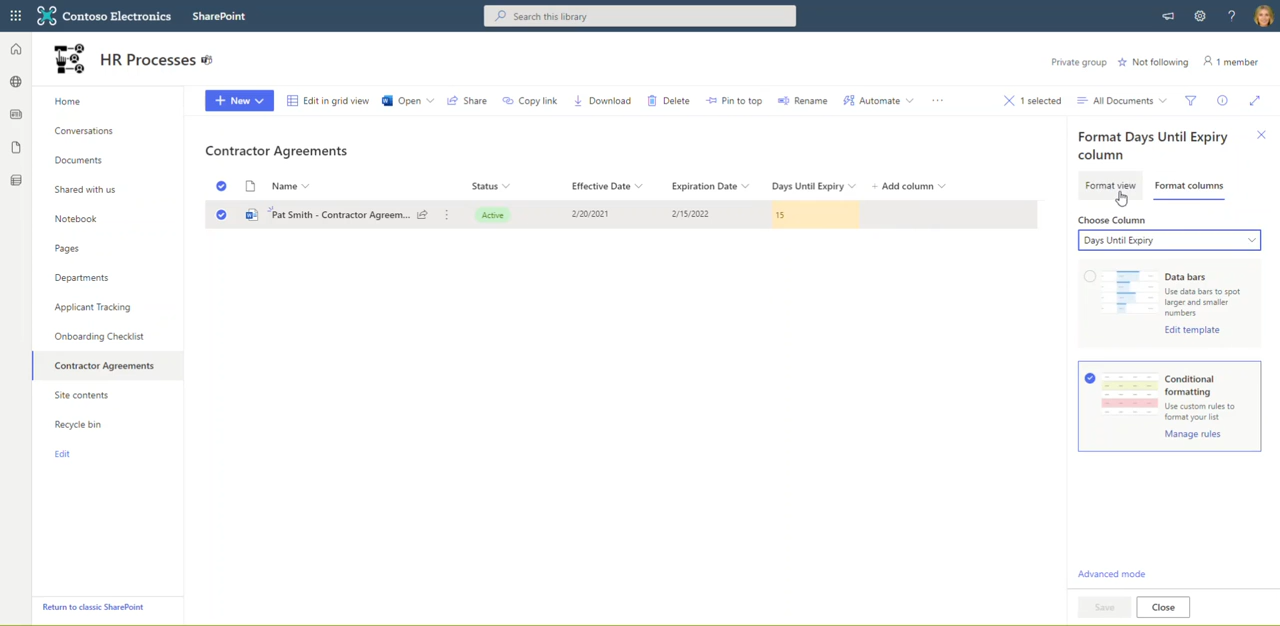 Contoso Electronics SharePoint Search this library ?
HR Processes
Private group Not following 1 member
Home
Conversations
Documents
Shared with us
Notebook
Pages
Departments
Applicant Tracking
Onboarding Checklist
Contractor Agreements
Site contents
Recycle bin
Edit
Return to classic SharePoint
+ New Edit in grid view Open Share Copy link Download Delete Pin to top Rename Automate ... 1 selected All Documents
Contractor Agreements
Name Status Effective Date Expiration Date Days Until Expiry + Add column
Pat Smith - Contractor Agreem... Active 2/20/2021 2/15/2022 15
Format Days Until Expiry
column
Format view Format columns
Choose Column
Days Until Expiry
Data bars
Use data bars to spot
larger and smaller
numbers
Edit template
Conditional
formatting
Use custom rules to
format your list
Manage rules
Advanced mode
Save Close